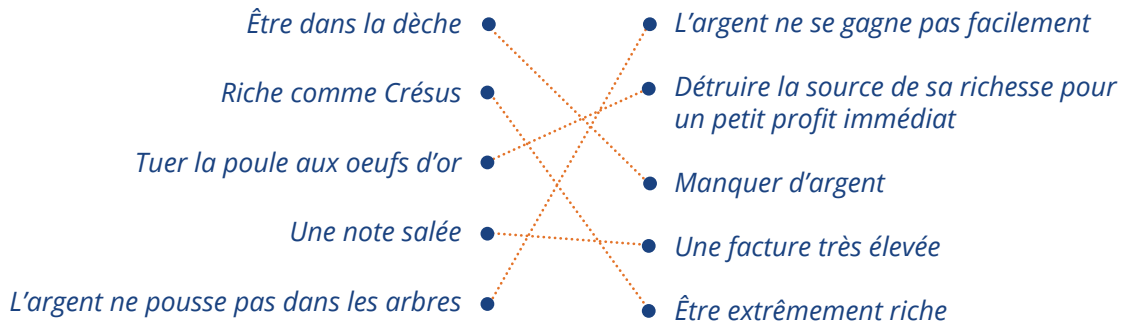 Être dans la dèche
Riche comme Crésus
Tuer la poule aux oeufs d'or
Une note salée
L'argent ne pousse pas dans les arbres
L'argent ne se gagne pas facilement
Détruire la source de sa richesse pour
un petit profit immédiat
Manquer d'argent
Une facture très élevée
Être extrêmement riche